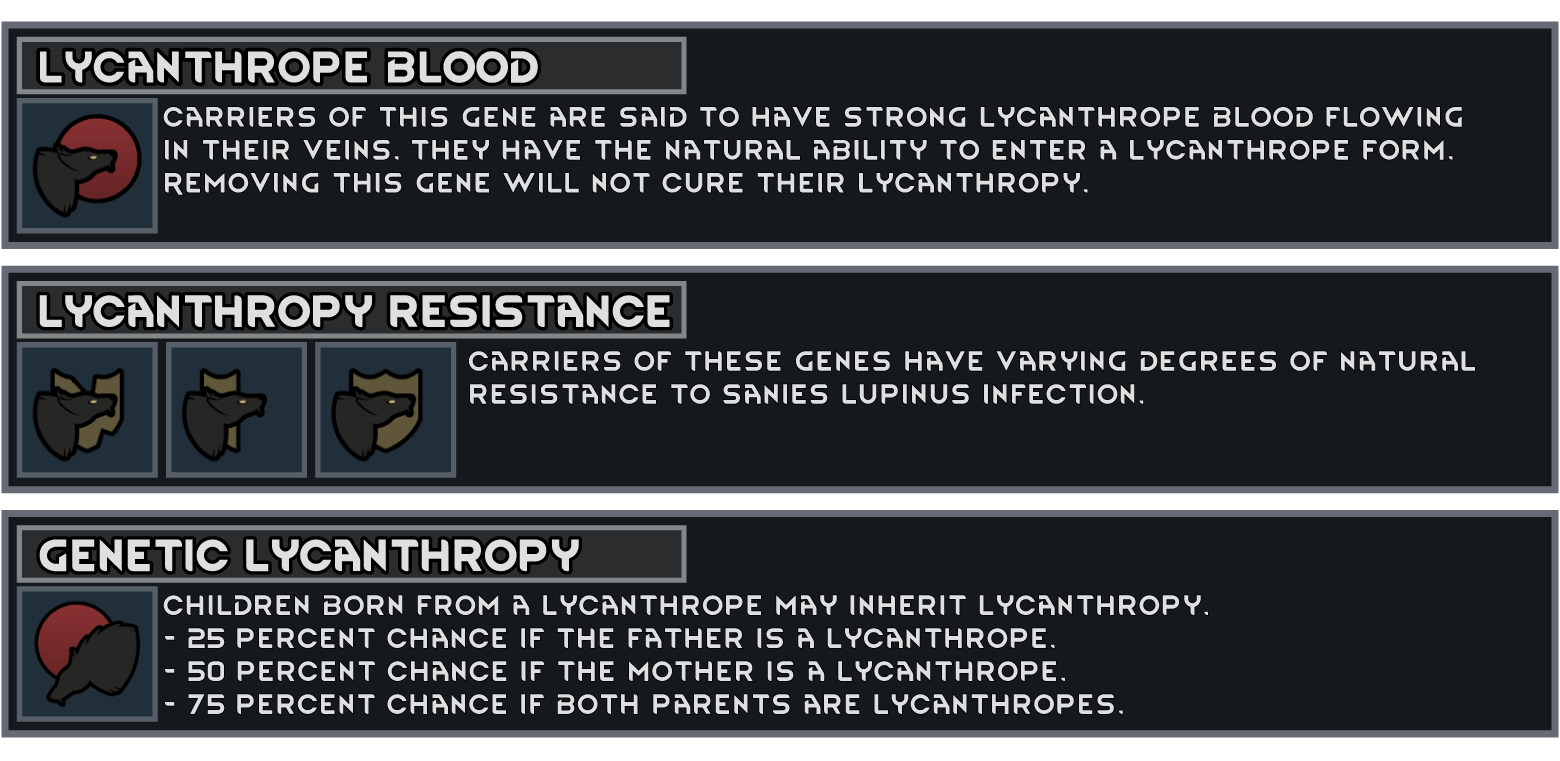 LYCANTHROPE BLOOD
CARRIERS OF THIS GENE ARE SAID TO HAVE STRONG LYCANTHROPE BLOOD FLOWING
IN THEIR VEINS. THEY HAVE THE NATURAL ABILITY TO ENTER A LYCANTHROPE FORM.
REMOVING THIS GENE WILL NOT CURE THEIR LYCANTHROPY.
LYCANTHROPY RESISTANCE
CARRIERS OF THESE GENES HAVE VARYING DEGREES OF NATURAL
RESISTANCE TO SANIES LUPINUS INFECTION.
GENETIC LYCANTHROPY
CHILDREN BORN FROM A LYCANTHROPE MAY INHERIT LYCANTHROPY.
- 25 PERCENT CHANCE IF THE FATHER IS A LYCANTHROPE.
- 50 PERCENT CHANCE IF THE MOTHER IS A LYCANTHROPE.
- 75 PERCENT CHANCE IF BOTH PARENTS ARE LYCANTHROPES.